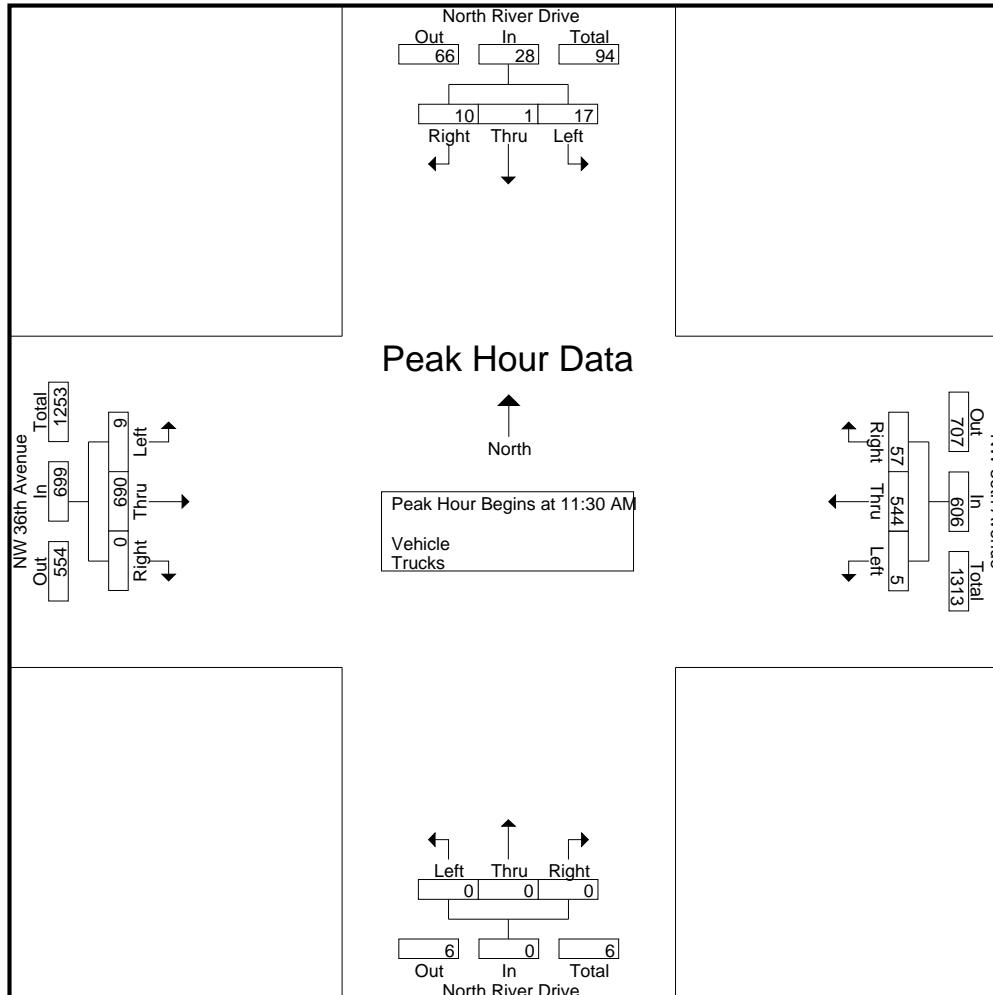 North River Drive
Out In Total
66 28 94
10 1 17
Right Thru Left
Peak Hour Data
North
Peak Hour Begins at 11:30 AM
Vehicle
Trucks
NW 36th Avenue
Total In Out
1253 699 554
9 690 0
Left Thru Right
Out In Total
707 606 1313
57 544 5
Right Thru Left
Left Thru Right
0 0 0
6 0 6
Out In Total
North River Drive